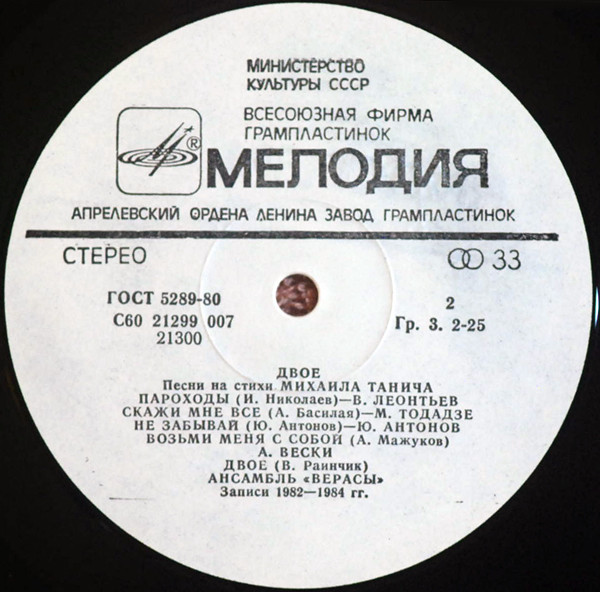 МИНИСТЕРСТВО
КУЛЬТУРЫ СССР
ВСЕСОЮЗНАЯ ФИРМА
ГРАМПЛАСТИНОК
®
МЕЛОДИЯ
АПРЕЛЕВСКИЙ ОРДЕНА ЛЕНИНА ЗАВОД ГРАМПЛАСТИНОК
СТЕРЕО
33
ГОСТ 5289-80
2
С60 21299 007
Гр. 3. 2-25
21300
ДВОЕ
Песни на стихи МИХАИЛА ТАНИЧА
ПАРОХОДЫ (И. Николаев)—В. ЛЕОНТЬЕВ
СКАЖИ МНЕ ВСЕ (А. Басилая)—М. ТОДАДЗЕ
НЕ ЗАБЫВАЙ (Ю. Антонов)—Ю. АНТОНОВ
ВОЗЬМИ МЕНЯ С СОБОЙ (А. Мажуков)
А. ВЕСКИ
ДВОЕ (В. Раинчик)
АНСАМБЛЬ «ВЕРАСЫ»
Записи 1982—1984 гг.